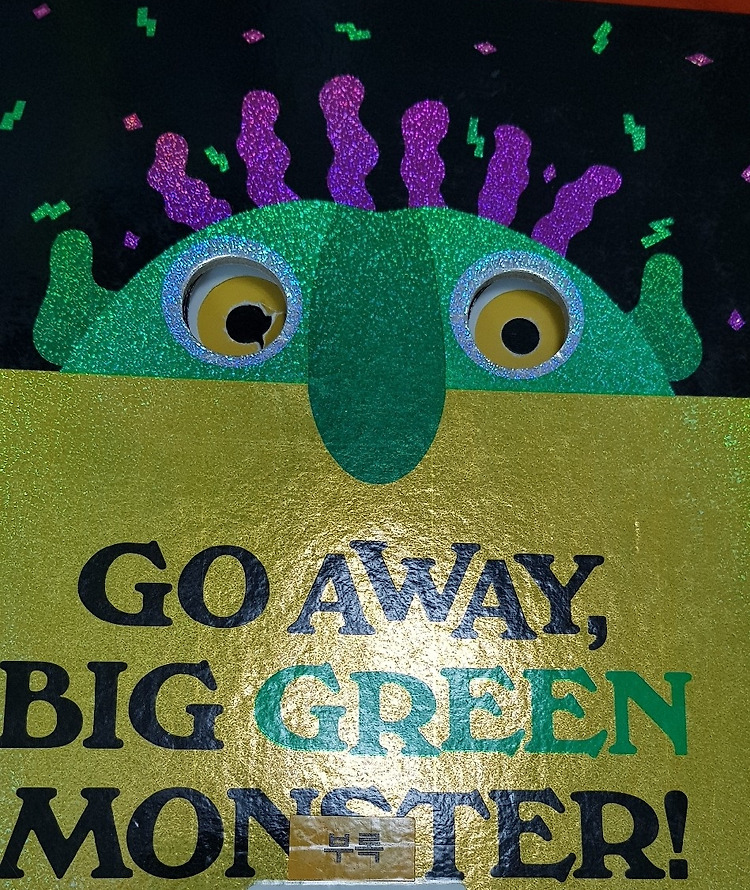 GO AWAY,
BIG GREEN
MONSTER!
부록